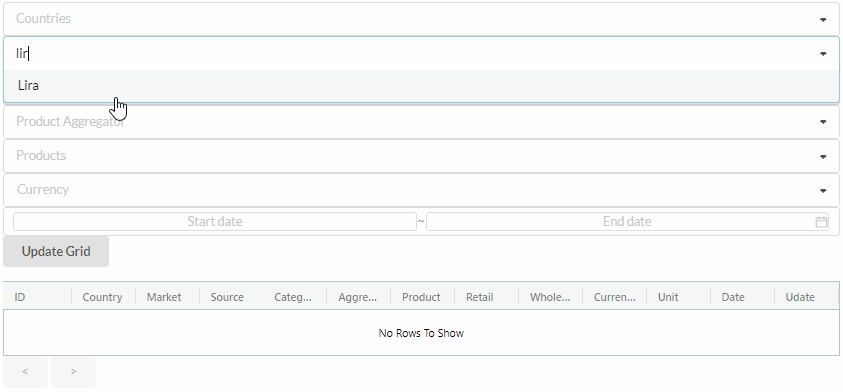 Countries
lir
Lira
Product Aggregator
Products
Currency
Start date ~ End date
Update Grid
ID Country Market Source Categ... Aggre... Product Retail Whole... Curren... Unit Date Udate
No Rows To Show
< >